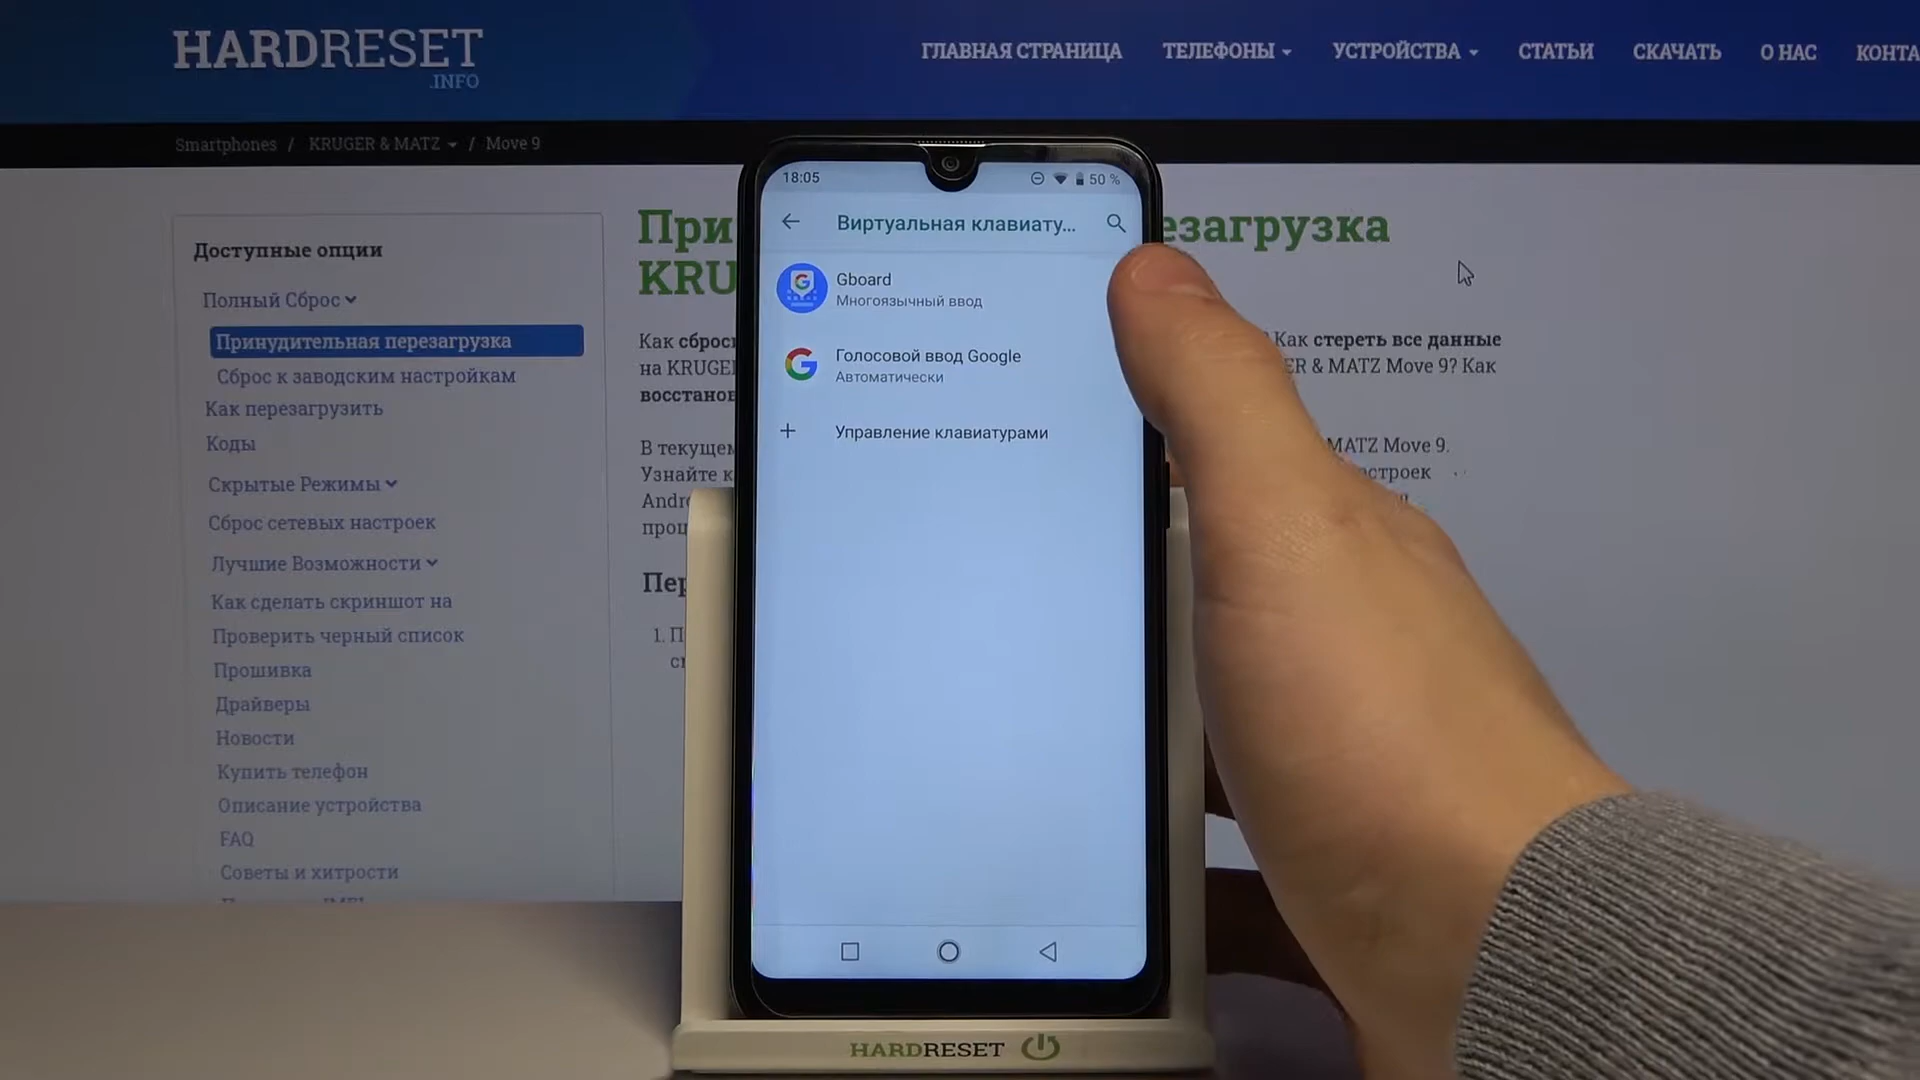 HARDRESET
.INFO
ГЛАВНАЯ СТРАНИЦА ТЕЛЕФОНЫ УСТРОЙСТВА СТАТЬИ СКАЧАТЬ О НАС
Smartphones / KRUGER & MATZ / Move 9
Доступные опции
Полный Сброс
Принудительная перезагрузка
Сброс к заводским настройкам
Как перезагрузить
Коды
Скрытые Режимы
Сброс сетевых настроек
Лучшие Возможности
Как сделать скриншот на
Проверить черный список
Прошивка
Драйверы
Новости
Купить телефон
Описание устройства
FAQ
Советы и хитрости
18:05 50 %
Виртуальная клавиату...
Gboard
Многоязычный ввод
Голосовой ввод Google
Автоматически
Управление клавиатурами
При езагрузка
KRU
Как сброс Как стереть все данные
на KRUGE ER & MATZ Move 9? Как
восстанов
В текуще MATZ Move 9.
Узнайте к астроек
Andr
проц
Пер
1. П
HARDRESET